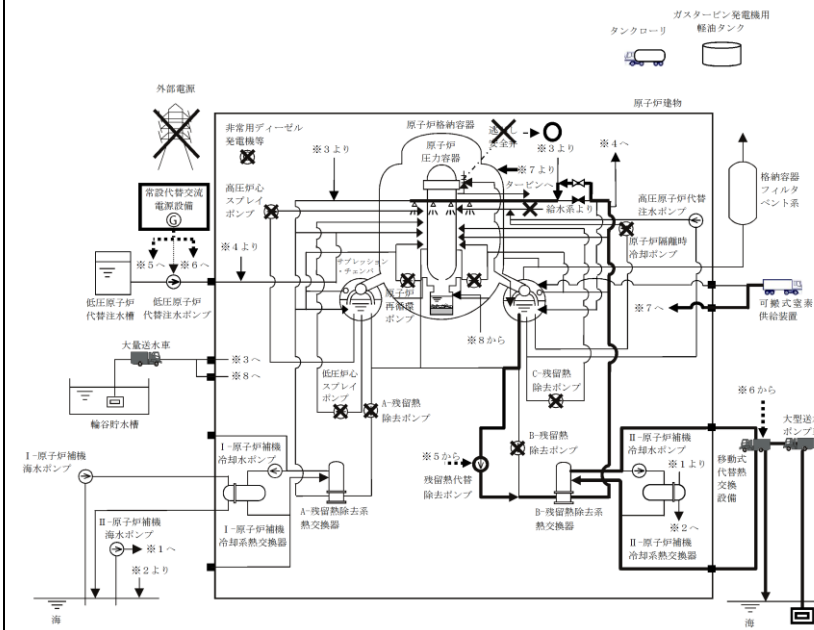 ガスタービン発電機用
軽油タンク
タンクローリ
外部電源
原子炉建物
非常用ディーゼル
発電機等
原子炉格納容器
原子炉
圧力容器
逃がし
安全弁
※3より
※3より
※4へ
※7より
タービンへ
給水系より
格納容器
フィルタ
ベント系
常設代替交流
電源設備
G
高圧炉心
スプレイ
ポンプ
高圧原子炉代替
注水ポンプ
原子炉隔離時
冷却ポンプ
※5へ
※6へ
※4より
サプレッション
・チェンバ
低圧原子炉
代替注水槽
低圧原子炉
代替注水ポンプ
原子炉
再循環
ポンプ
※7へ
可搬式窒素
供給装置
※8から
大量送水車
※3へ
※8へ
輪谷貯水槽
低圧炉心
スプレイ
ポンプ
A-残留熱
除去ポンプ
C-残留熱
除去ポンプ
※6から
大型送水
ポンプ車
Ⅰ-原子炉補機
海水ポンプ
Ⅰ-原子炉補機
冷却水ポンプ
※5から
残留熱代替
除去ポンプ
B-残留熱
除去ポンプ
Ⅱ-原子炉補機
冷却水ポンプ
※1より
移動式
代替熱
交換
設備
Ⅱ-原子炉補機
海水ポンプ
※1へ
※2より
Ⅰ-原子炉補機
冷却系熱交換器
A-残留熱除去系
熱交換器
B-残留熱除去系
熱交換器
※2へ
Ⅱ-原子炉補機
冷却系熱交換器
海
海